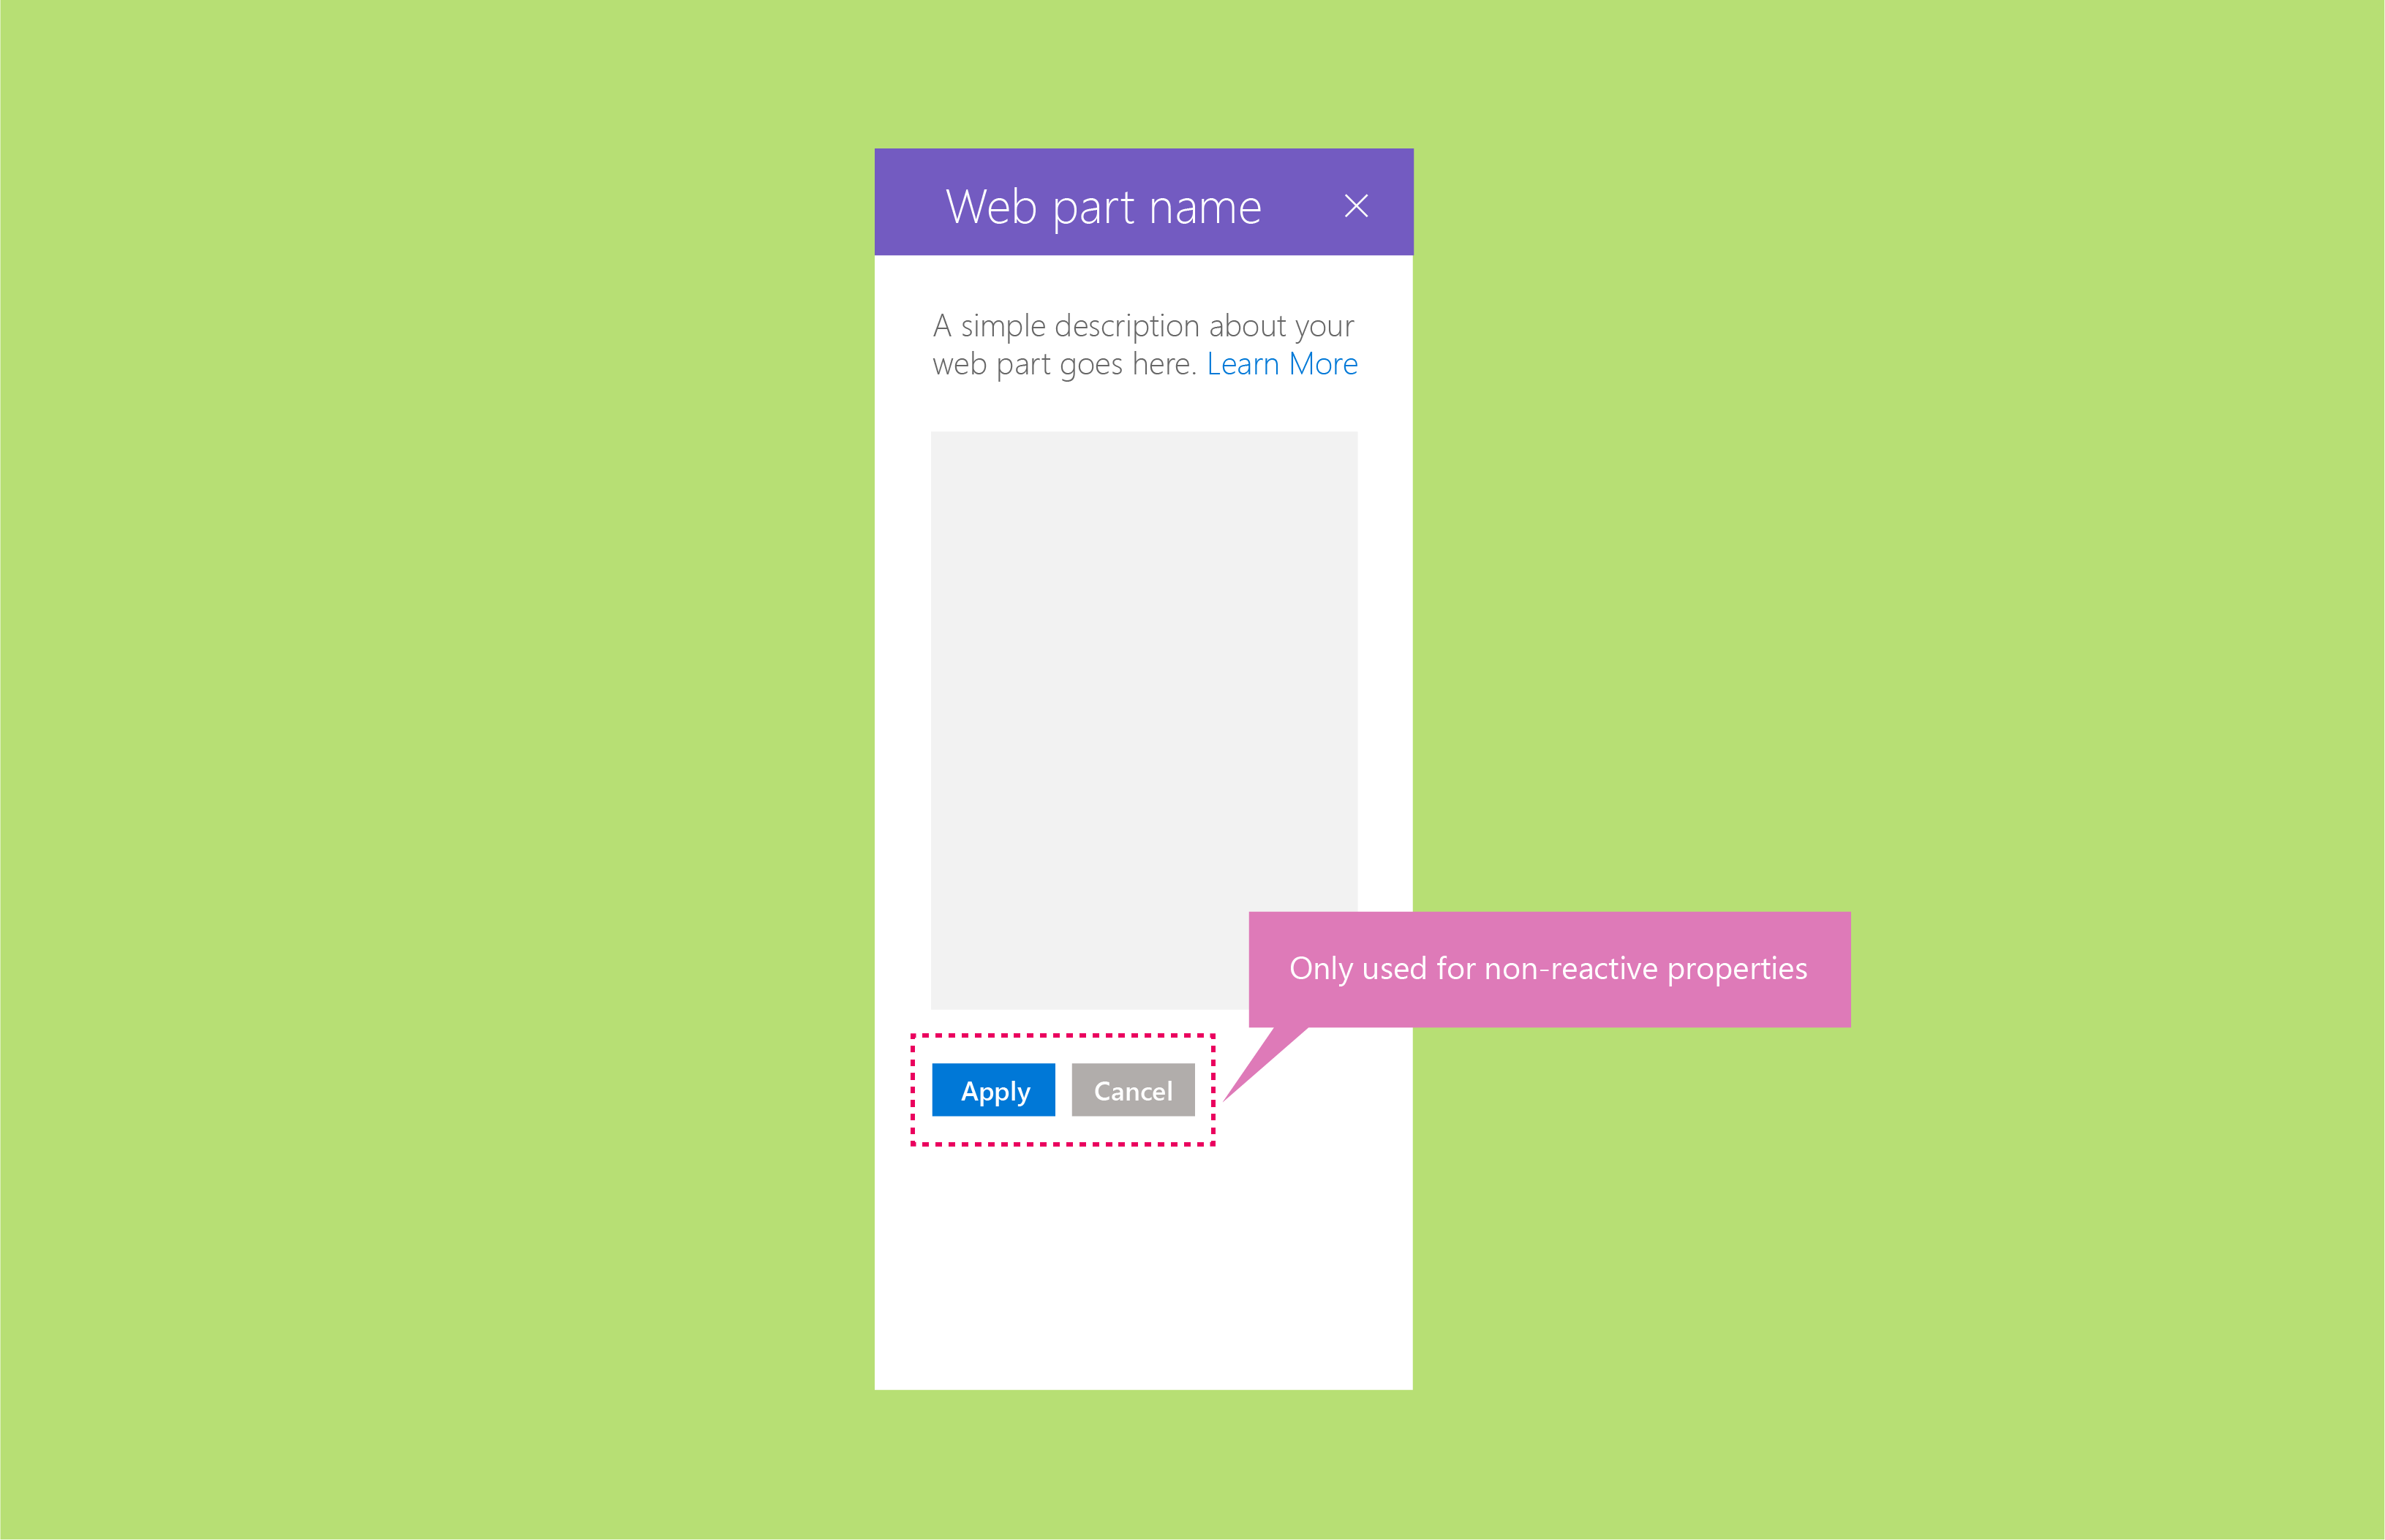 Web part name
A simple description about your
web part goes here. Learn More
Only used for non-reactive properties
Apply
Cancel